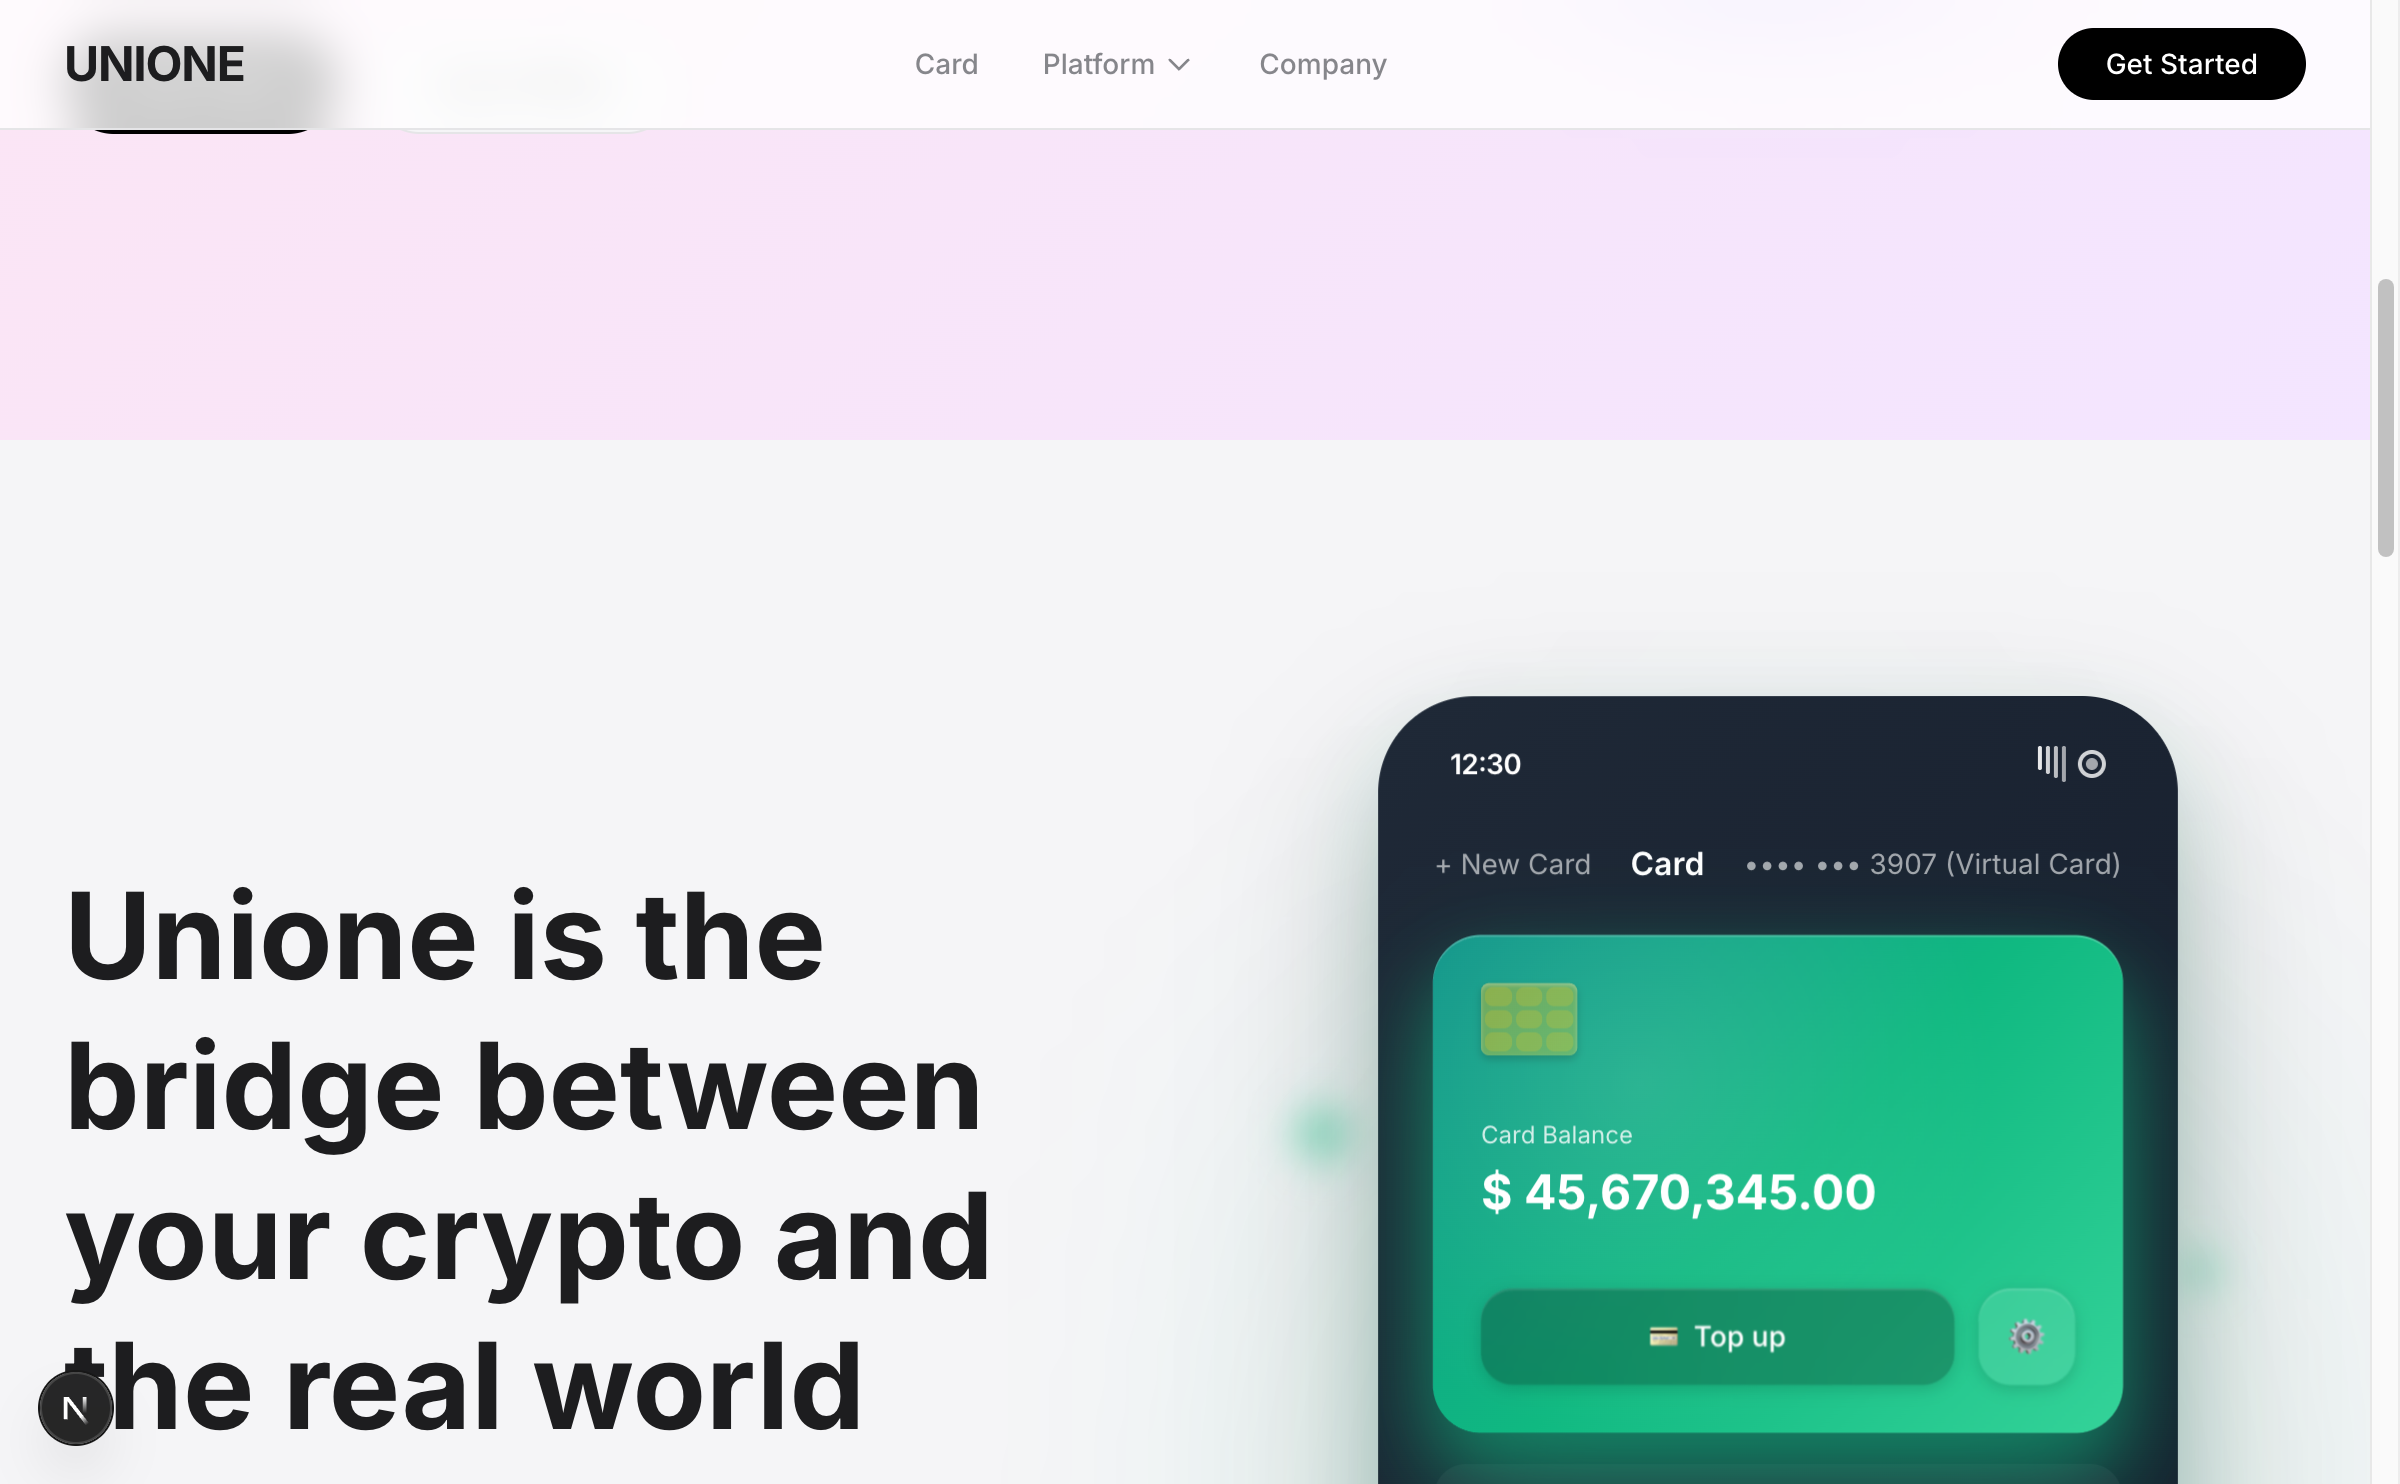 UNIONE
Card
Platform
Company
Get Started
Unione is the
bridge between
your crypto and
the real world
N
12:30
+ New Card
Card
•••• ••• 3907 (Virtual Card)
Card Balance
$ 45,670,345.00
Top up